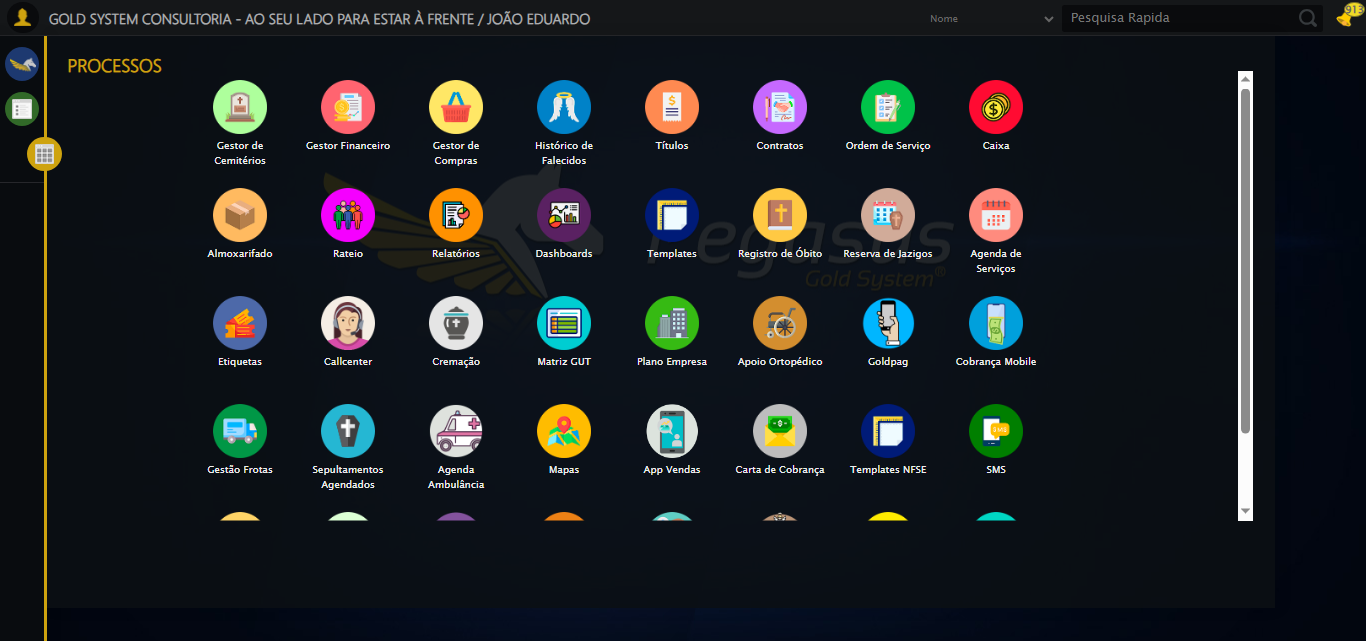 GOLD SYSTEM CONSULTORIA - AO SEU LADO PARA ESTAR À FRENTE / JOÃO EDUARDO
Nome
Pesquisa Rapida
913
PROCESSOS
Gestor de
Cemitérios
Gestor Financeiro
Gestor de
Compras
Histórico de
Falecidos
Títulos
Contratos
Ordem de Serviço
Caixa
Almoxarifado
Rateio
Relatórios
Dashboards
Templates
Registro de Óbito
Reserva de Jazigos
Agenda de
Serviços
Pegasus
Gold System®
Etiquetas
Callcenter
Cremação
Matriz GUT
Plano Empresa
Apoio Ortopédico
Goldpag
Cobrança Mobile
Gestão Frotas
Sepultamentos
Agendados
Agenda
Ambulância
Mapas
App Vendas
Carta de Cobrança
Templates NFSE
SMS
SMS